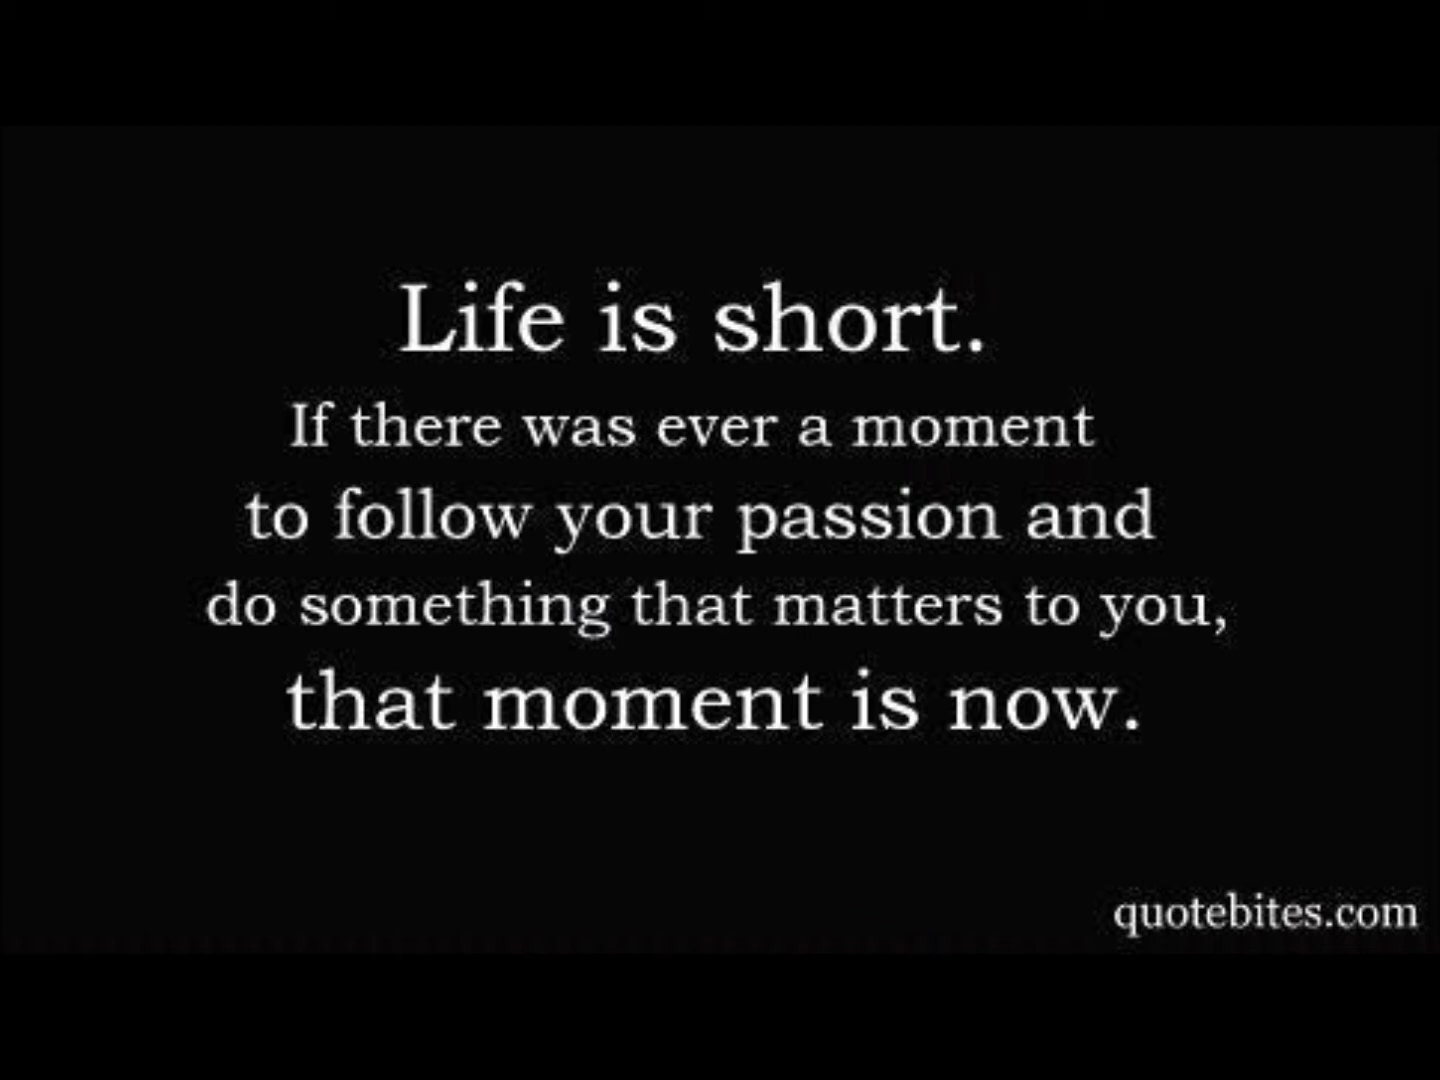 Life is short.
If there was ever a moment
to follow your passion and
do something that matters to you,
that moment is now.
quotebites.com